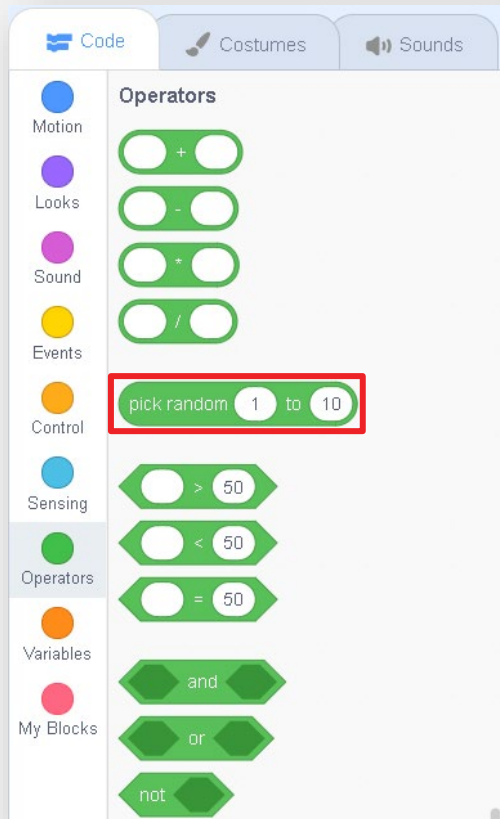 Code
Costumes
Sounds
Motion
Looks
Sound
Events
Control
Sensing
Operators
Variables
My Blocks
Operators
+
-
*
/
pick random 1 to 10
> 50
< 50
= 50
and
or
not